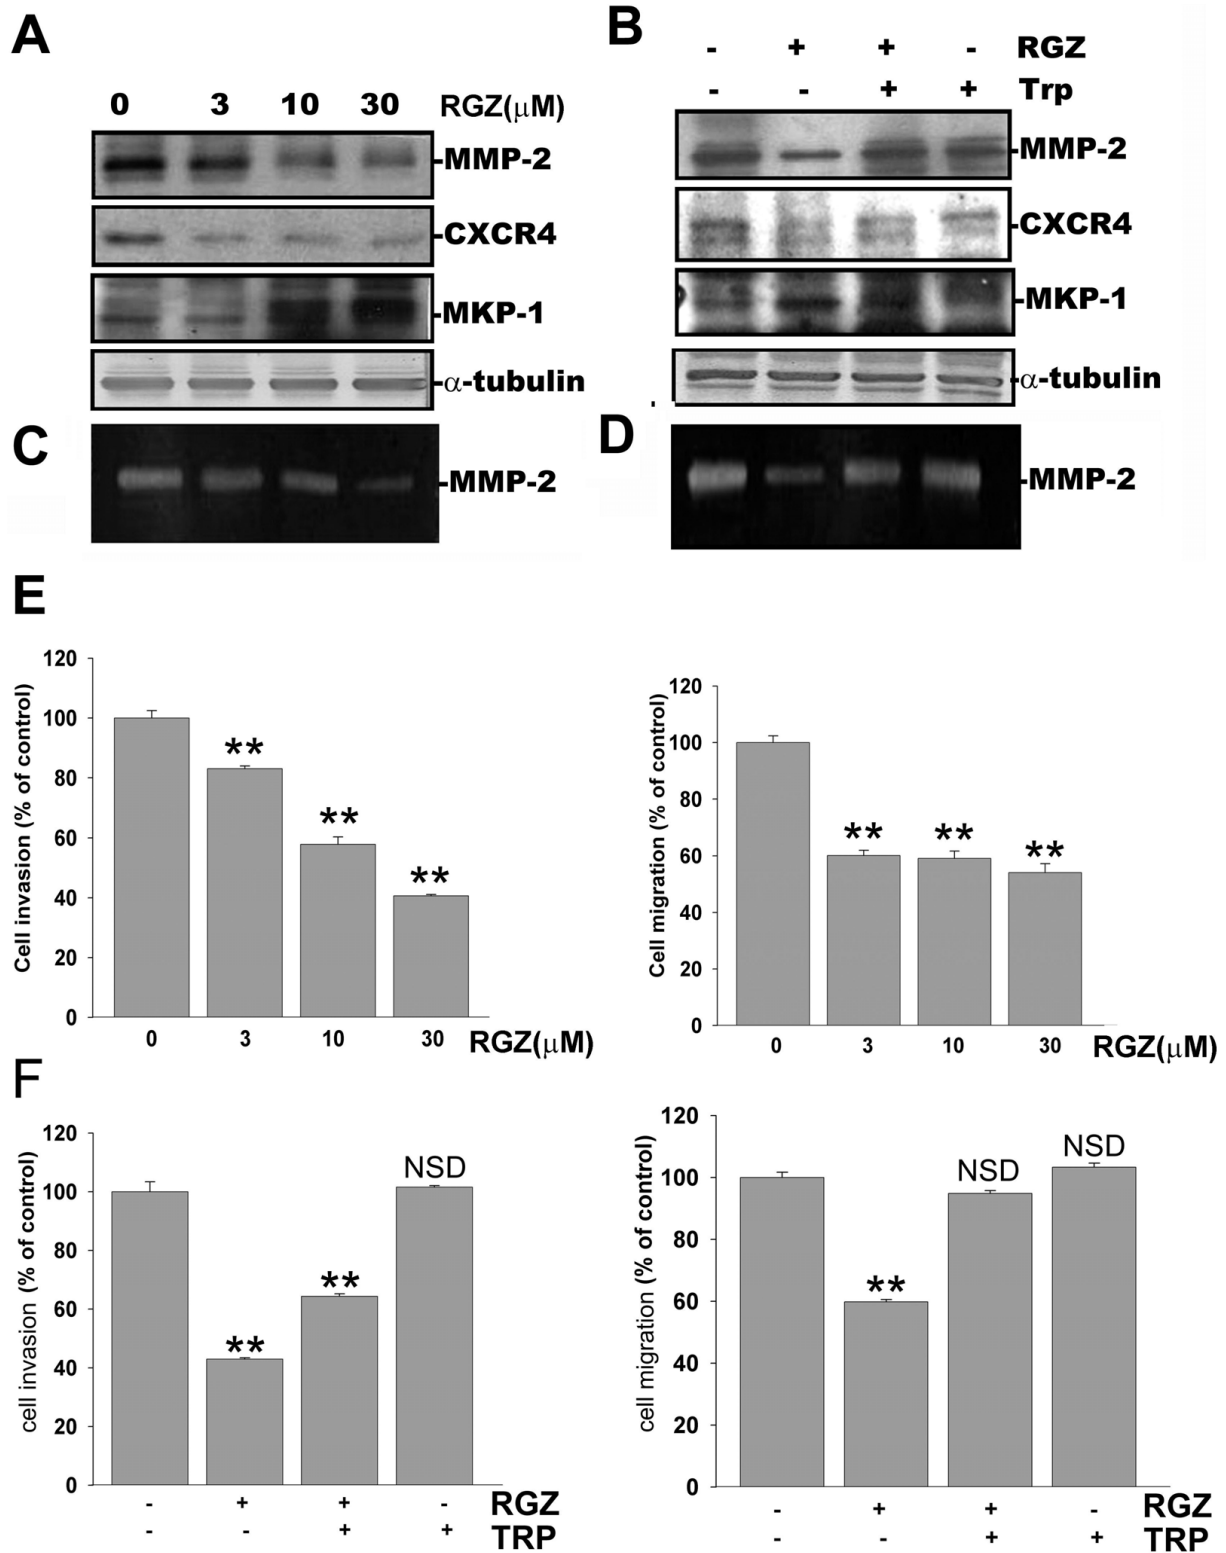 A
0 3 10 30 RGZ(μM)
-MMP-2
-CXCR4
-MKP-1
-α-tubulin
B
- + + - RGZ
- - + + Trp
-MMP-2
-CXCR4
-MKP-1
-α-tubulin
C
-MMP-2
D
-MMP-2
E
Cell invasion (% of control)
120
100
80
60
40
20
0
**
**
**
0 3 10 30 RGZ(μM)
Cell migration (% of control)
120
100
80
60
40
20
0
** ** **
0 3 10 30 RGZ(μM)
F
cell invasion (% of control)
120
100
80
60
40
20
0
NSD
**
**
- + + - RGZ
- - + + TRP
cell migration (% of control)
120
100
80
60
40
20
0
NSD NSD
**
- + + - RGZ
- - + + TRP